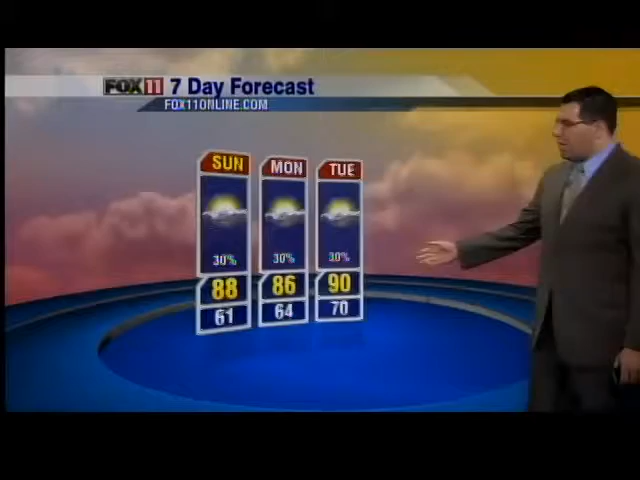 FOX 11 7 Day Forecast
FOX11ONLINE.COM
SUN MON TUE
30% 30% 30%
88 86 90
61 64 70